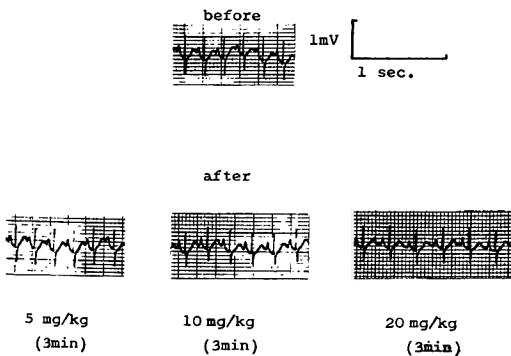 before
1mV
1 sec.
after
5 mg/kg
10 mg/kg
20 mg/kg
(3min)
(3min)
(3min)